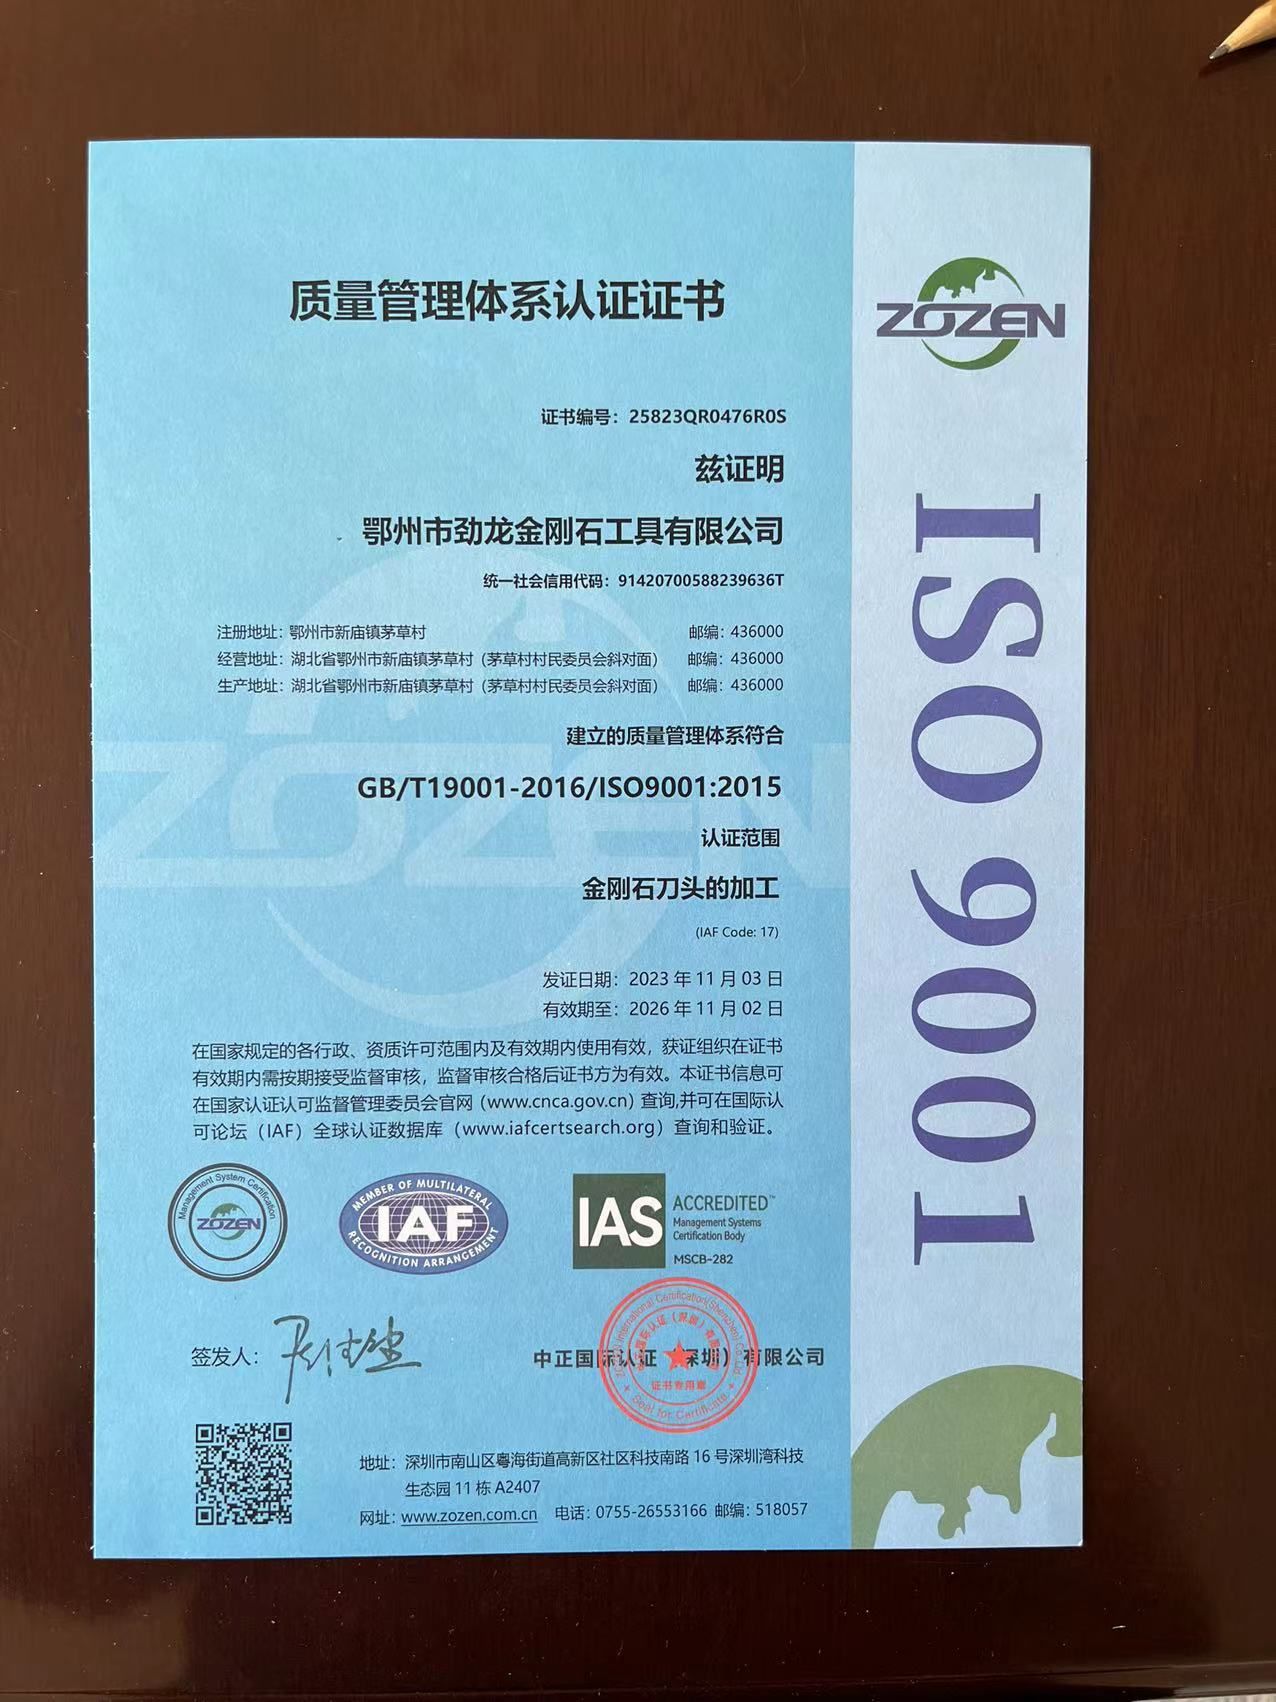 质量管理体系认证证书
ZOZEN
ISO 9001
证书编号：25823QR0476R0S
兹证明
鄂州市劲龙金刚石工具有限公司
统一社会信用代码：91420700588239636T
注册地址：鄂州市新庙镇茅草村 邮编：436000
经营地址：湖北省鄂州市新庙镇茅草村（茅草村村民委员会斜对面） 邮编：436000
生产地址：湖北省鄂州市新庙镇茅草村（茅草村村民委员会斜对面） 邮编：436000
建立的质量管理体系符合
GB/T19001-2016/ISO9001:2015
认证范围
金刚石刀头的加工
(IAF Code: 17)
发证日期：2023 年 11 月 03 日
有效期至：2026 年 11 月 02 日
在国家规定的各行政、资质许可范围内及有效期内使用有效，获证组织在证书
有效期内需按期接受监督审核，监督审核合格后证书方为有效。本证书信息可
在国家认证认可监督管理委员会官网（www.cnca.gov.cn）查询,并可在国际认
可论坛（IAF）全球认证数据库（www.iafcertsearch.org）查询和验证。
Management System Certification
ZOZEN
MEMBER OF MULTILATERAL
IAF
RECOGNITION ARRANGEMENT
IAS
ACCREDITED™
Management Systems
Certification Body
MSCB-282
签发人：
中正国际认证（深圳）有限公司
International Certification(Shenzhen) Co.,Ltd
证书专用章
Seal for Certificate
地址：深圳市南山区粤海街道高新区社区科技南路 16 号深圳湾科技
生态园 11 栋 A2407
网址：www.zozen.com.cn 电话：0755-26553166 邮编：518057